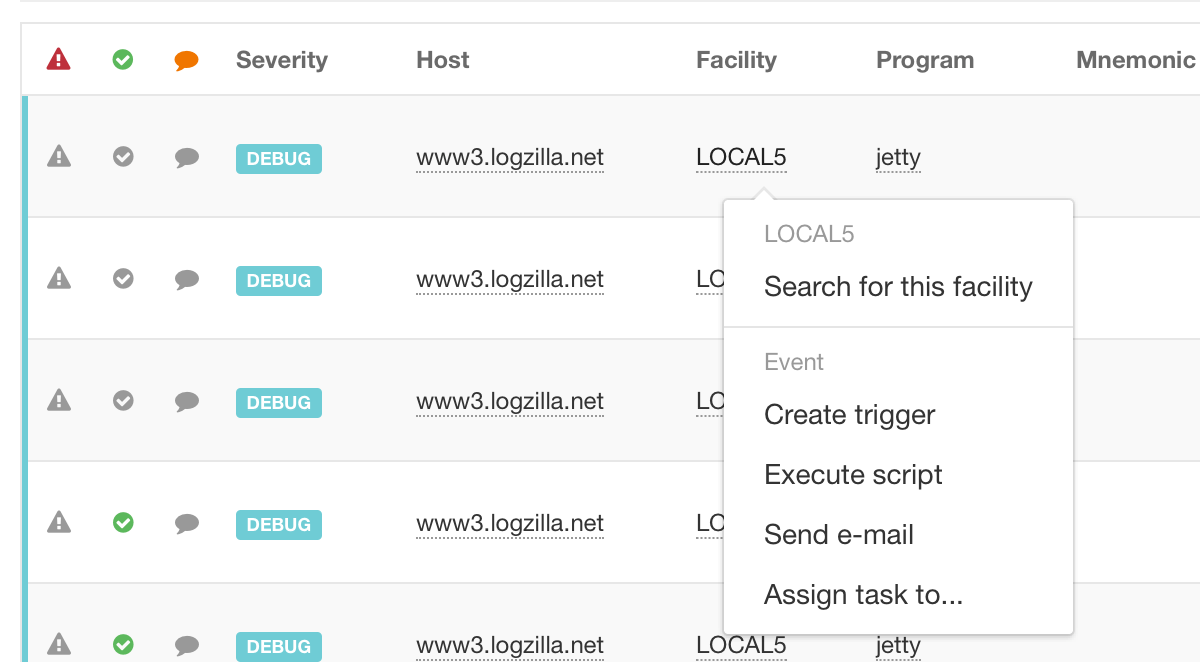 Severity Host Facility Program Mnemonic
DEBUG www3.logzilla.net LOCAL5 jetty
LOCAL5
Search for this facility
DEBUG www3.logzilla.net LO
Event
DEBUG www3.logzilla.net LO
Create trigger
Execute script
DEBUG www3.logzilla.net LO
Send e-mail
Assign task to...
DEBUG www3.logzilla.net LOCAL5 jetty